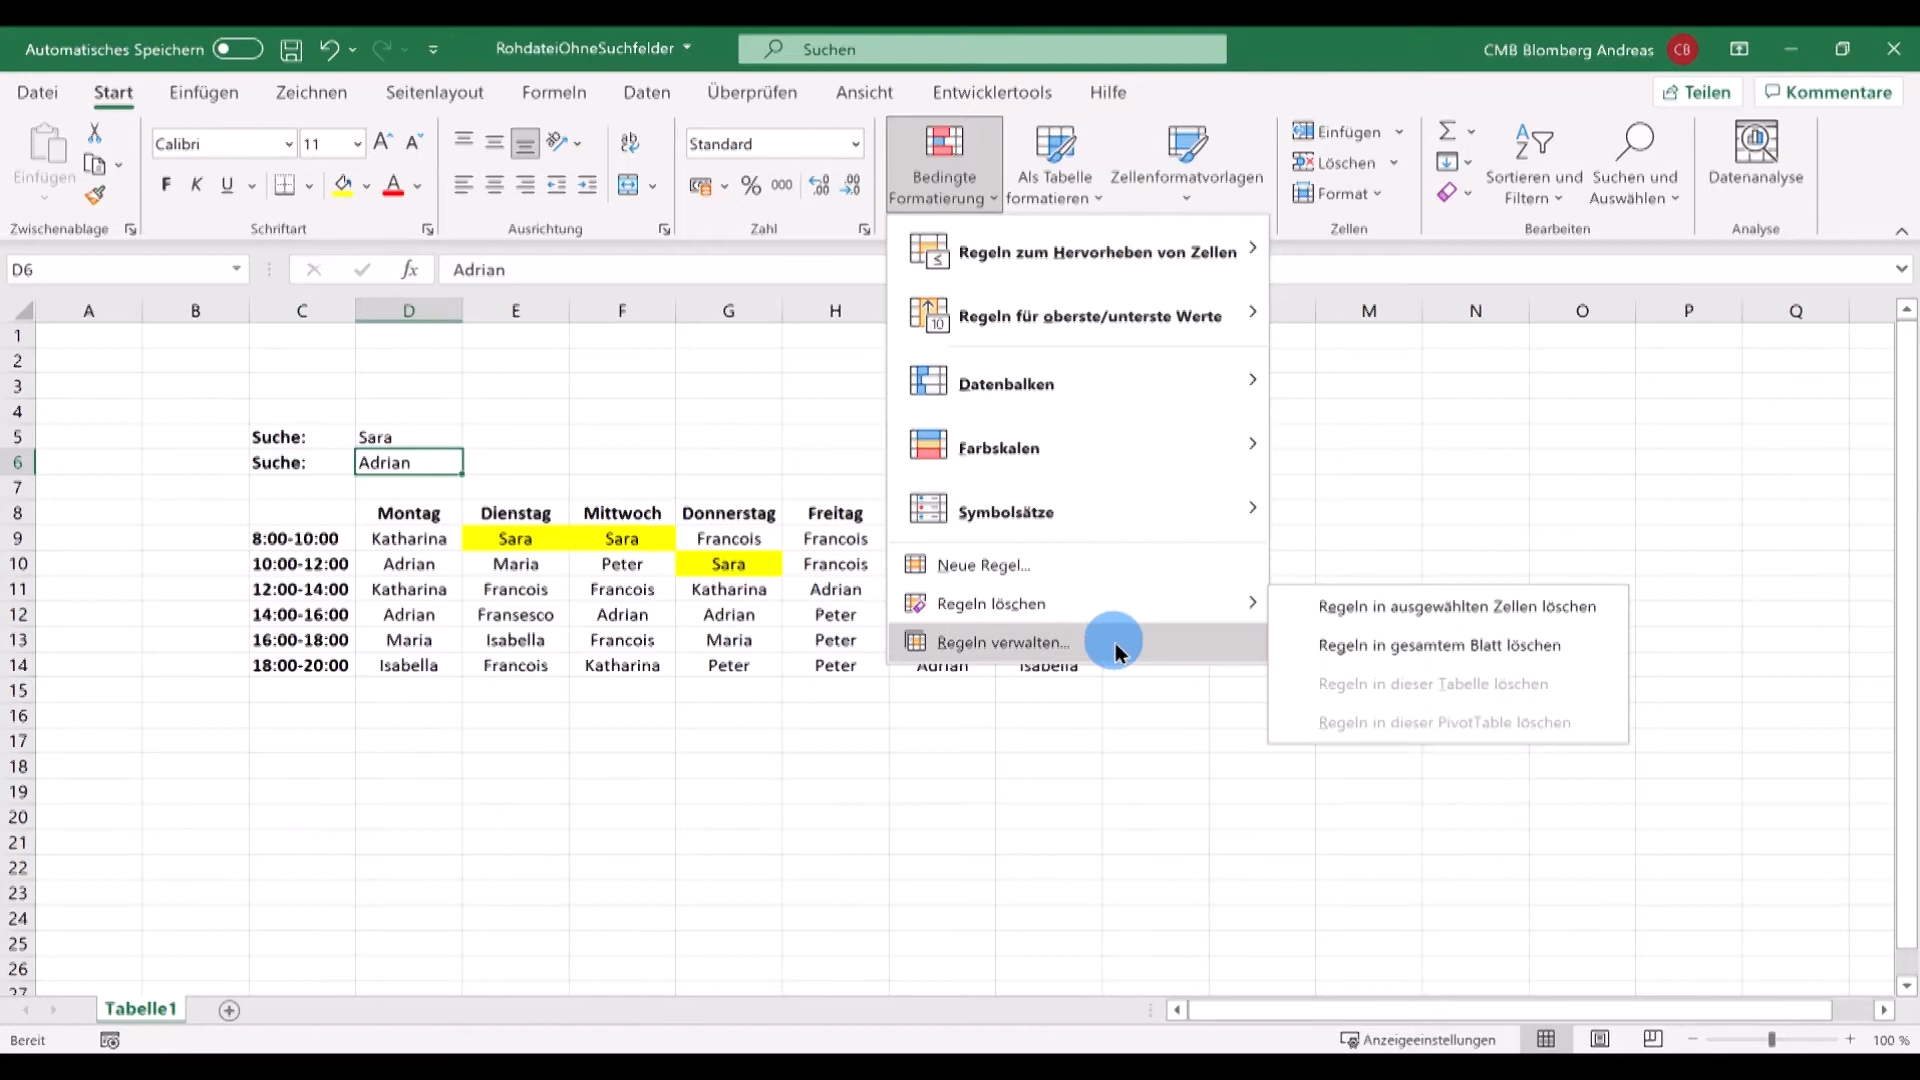 Automatisches Speichern RohdateiOhneSuchfelder Suchen CMB Blomberg Andreas CB
Datei Start Einfügen Zeichnen Seitenlayout Formeln Daten Überprüfen Ansicht Entwicklertools Hilfe Teilen Kommentare
Einfügen
Zwischenablage
Calibri 11
F K U
Schriftart
Ausrichtung
Standard
% 000
Zahl
Bedingte
Formatierung
Als Tabelle
formatieren
Zellenformatvorlagen
Einfügen
Löschen
Format
Zellen
Sortieren und
Filtern
Suchen und
Auswählen
Bearbeiten
Datenanalyse
Analyse
D6 fx Adrian
A B C D E F G H M N O P Q
1
2
3
4
5 Suche: Sara
6 Suche: Adrian
7
8 Montag Dienstag Mittwoch Donnerstag Freitag
9 8:00-10:00 Katharina Sara Sara Francois Francois
10 10:00-12:00 Adrian Maria Peter Sara Francois
11 12:00-14:00 Katharina Francois Francois Katharina Adrian
12 14:00-16:00 Adrian Fransesco Adrian Adrian Peter
13 16:00-18:00 Maria Isabella Francois Maria Peter
14 18:00-20:00 Isabella Francois Katharina Peter Peter Adrian Isabella
15
16
17
18
19
20
21
22
23
24
25
26
27
Regeln zum Hervorheben von Zellen
Regeln für oberste/unterste Werte
Datenbalken
Farbskalen
Symbolsätze
Neue Regel...
Regeln löschen
Regeln verwalten...
Regeln in ausgewählten Zellen löschen
Regeln in gesamtem Blatt löschen
Regeln in dieser Tabelle löschen
Regeln in dieser PivotTable löschen
Tabelle1
Bereit Anzeigeeinstellungen 100 %